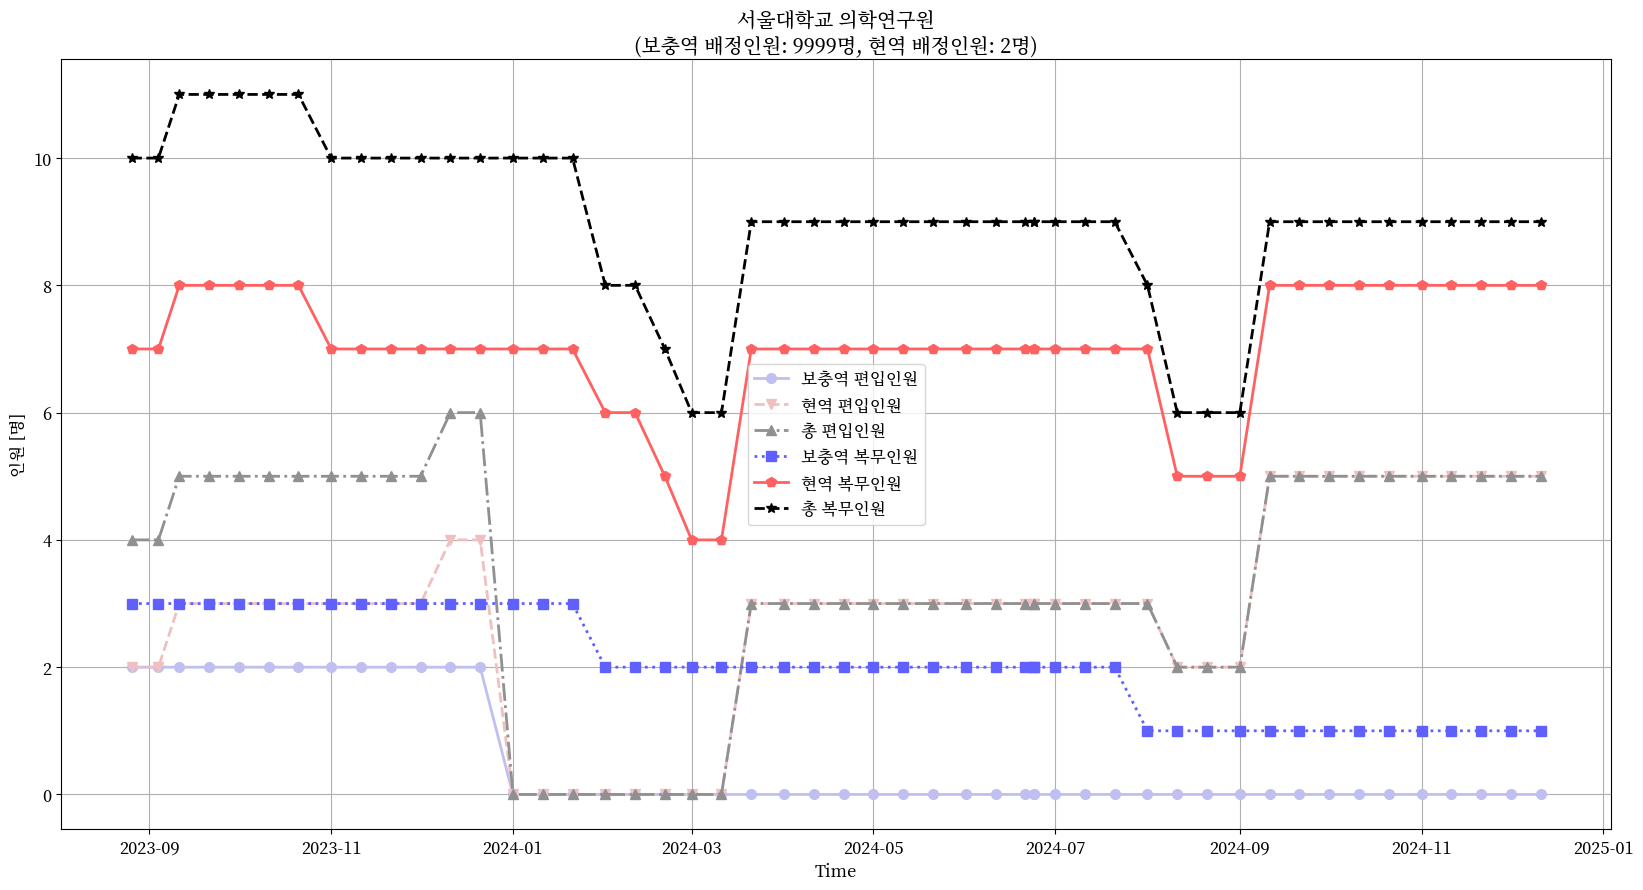 서울대학교 의학연구원
(보충역 배정인원: 9999명, 현역 배정인원: 2명)
인원 [명]
10
8
6
4
2
0
보충역 편입인원
현역 편입인원
총 편입인원
보충역 복무인원
현역 복무인원
총 복무인원
2023-09
2023-11
2024-01
2024-03
2024-05
2024-07
2024-09
2024-11
2025-01
Time